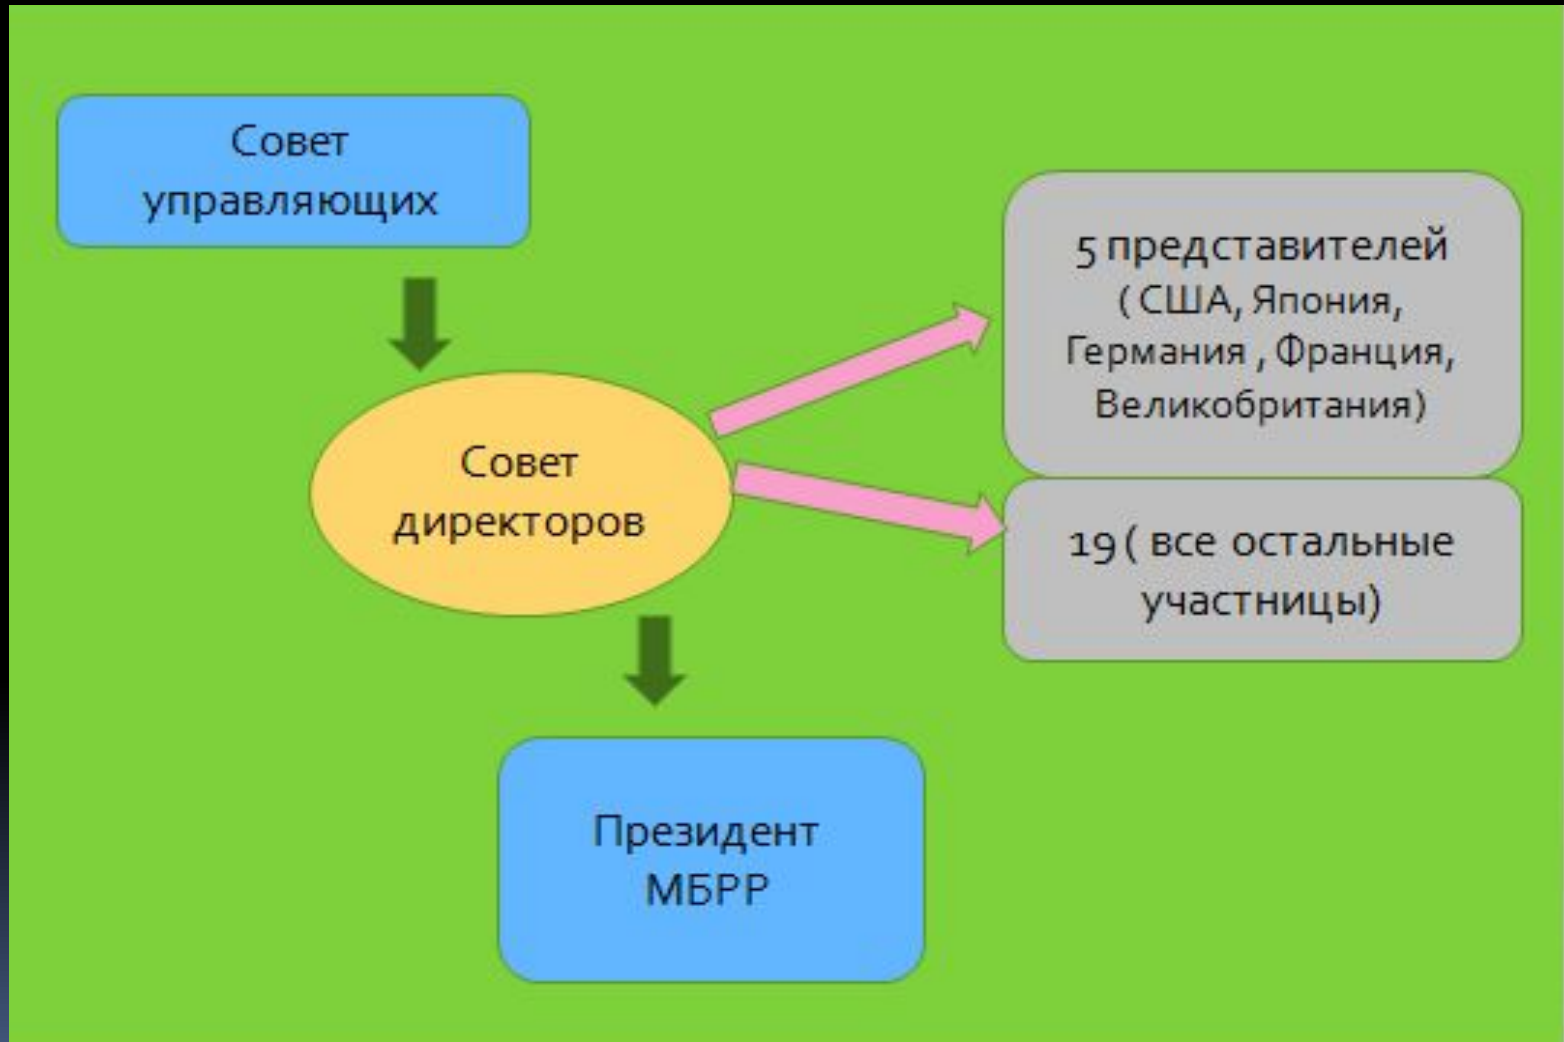 Совет
управляющих
5 представителей
( США, Япония,
Германия , Франция,
Великобритания)
Совет
директоров
19 ( все остальные
участницы)
Президент
МБРР